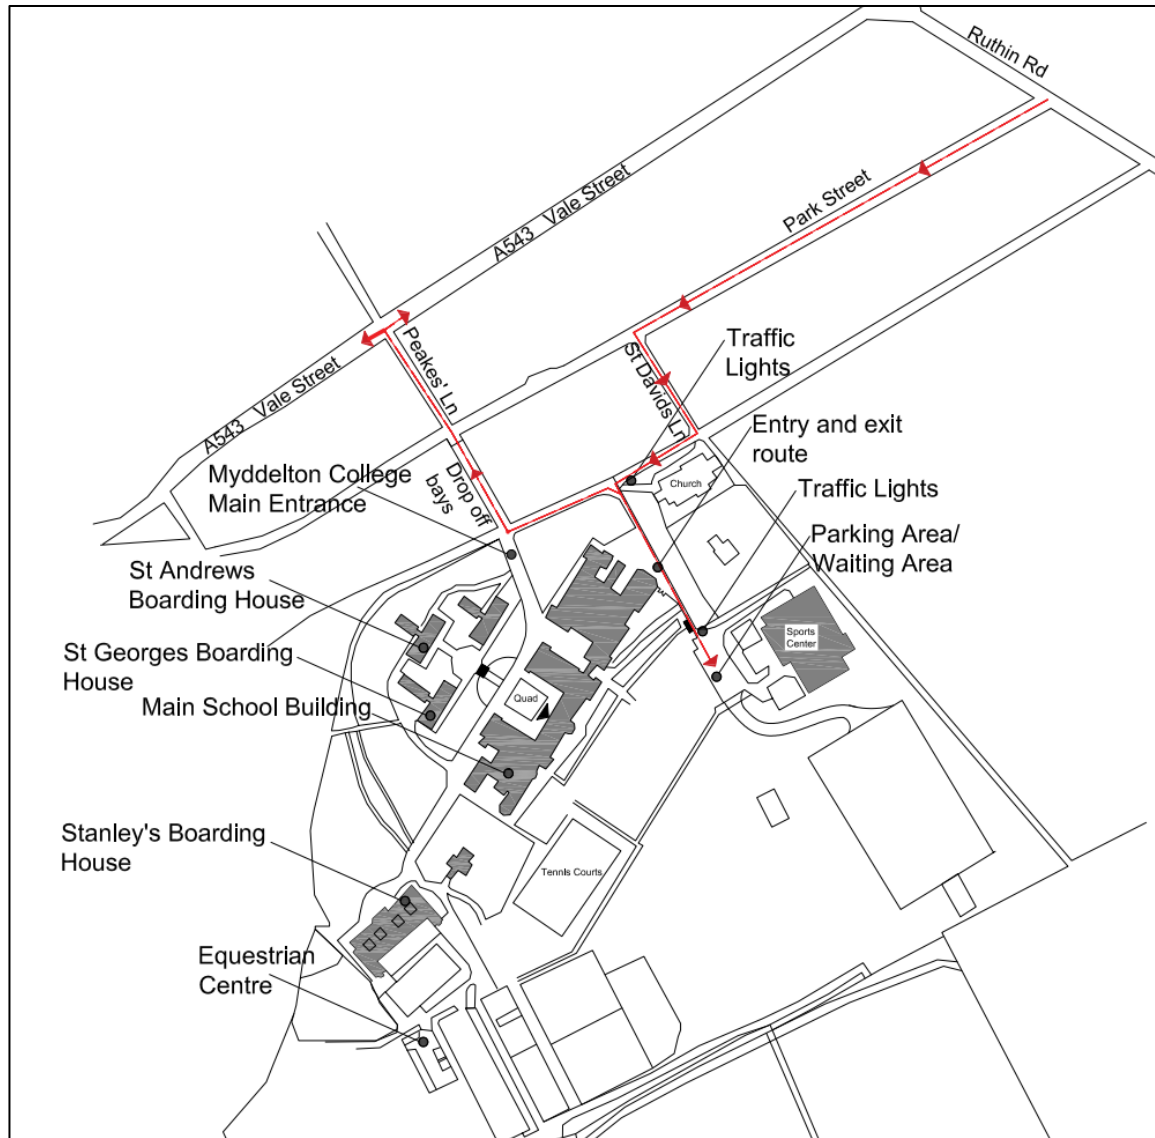 Ruthin Rd
A543 Vale Street
Park Street
Peakes' Ln
St Davids Ln
Traffic
Lights
A543 Vale Street
Entry and exit
route
Myddelton College
Main Entrance
Drop off
bays
Church
Traffic Lights
Parking Area/
Waiting Area
St Andrews
Boarding House
St Georges Boarding
House
Sports
Center
Main School Building
Quad
Stanley's Boarding
House
Tennis Courts
Equestrian
Centre